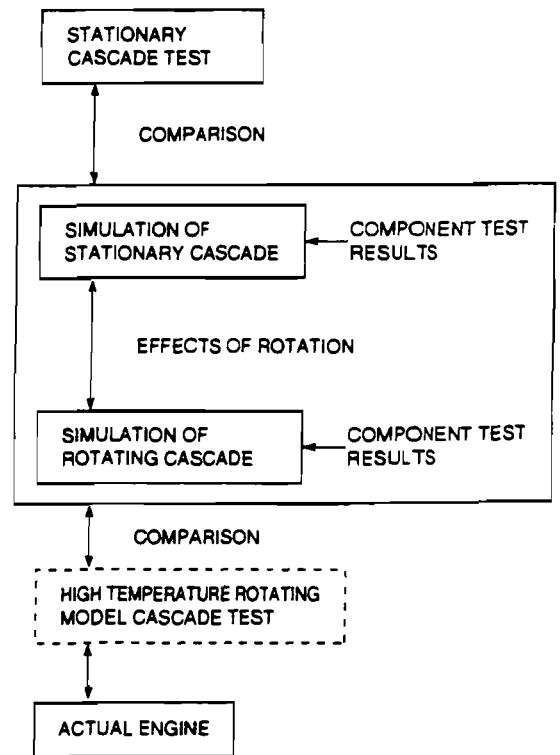 STATIONARY
CASCADE TEST
COMPARISON
SIMULATION OF
STATIONARY CASCADE
COMPONENT TEST
RESULTS
EFFECTS OF ROTATION
SIMULATION OF
ROTATING CASCADE
COMPONENT TEST
RESULTS
COMPARISON
HIGH TEMPERATURE ROTATING
MODEL CASCADE TEST
ACTUAL ENGINE